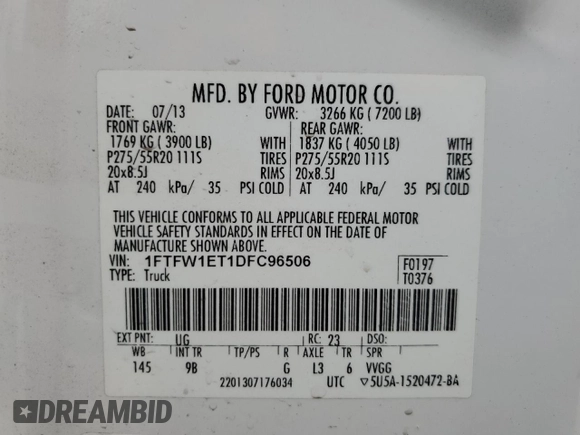 MFD. BY FORD MOTOR CO.
DATE: 07/13 GVWR: 3266 KG ( 7200 LB)
FRONT GAWR: REAR GAWR:
1769 KG ( 3900 LB) WITH 1837 KG ( 4050 LB) WITH
P275/55R20 111S TIRES P275/55R20 111S TIRES
20x8.5J RIMS 20x8.5J RIMS
AT 240 kPa/ 35 PSI COLD AT 240 kPa/ 35 PSI COLD
THIS VEHICLE CONFORMS TO ALL APPLICABLE FEDERAL MOTOR
VEHICLE SAFETY STANDARDS IN EFFECT ON THE DATE OF
MANUFACTURE SHOWN ABOVE.
VIN: 1FTFW1ET1DFC96506 F0197
TYPE: Truck T0376
EXT PNT: UG RC: 23 DSO:
WB INT TR TP/PS R AXLE TR SPR
145 9B G L3 6 VVGG
2201307176034 UTC ▽5U5A-1520472-BA
DREAMBID